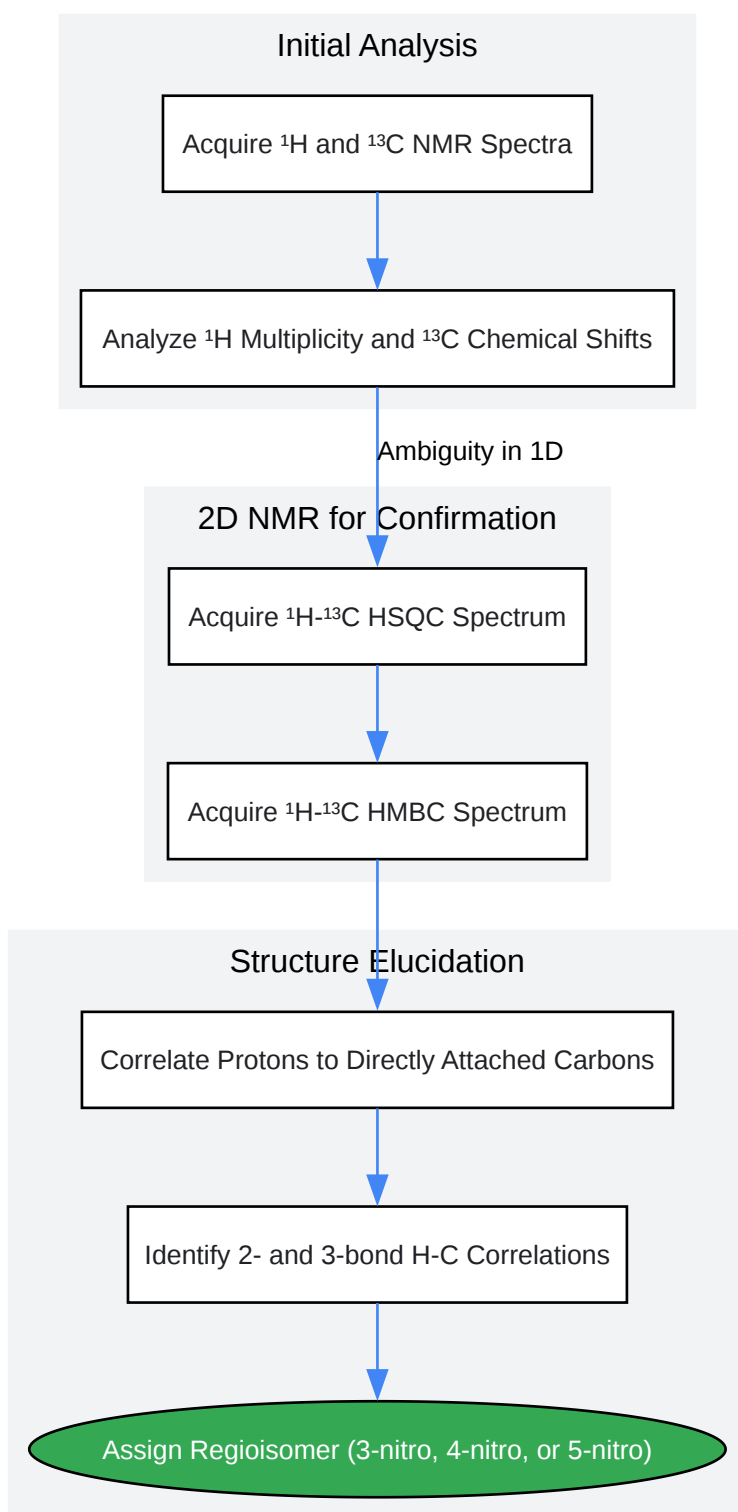 Initial Analysis
Acquire ¹H and ¹³C NMR Spectra
Analyze ¹H Multiplicity and ¹³C Chemical Shifts
Ambiguity in 1D
2D NMR for Confirmation
Acquire ¹H-¹³C HSQC Spectrum
Acquire ¹H-¹³C HMBC Spectrum
Structure Elucidation
Correlate Protons to Directly Attached Carbons
Identify 2- and 3-bond H-C Correlations
Assign Regioisomer (3-nitro, 4-nitro, or 5-nitro)